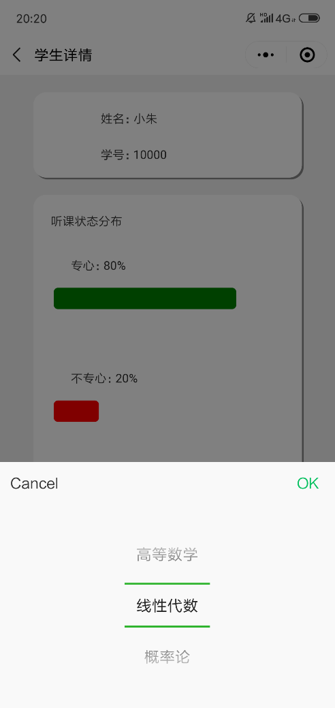 20:20
4G
学生详情
姓名：小朱
学号：10000
听课状态分布
专心：80%
不专心：20%
Cancel
OK
高等数学
线性代数
概率论